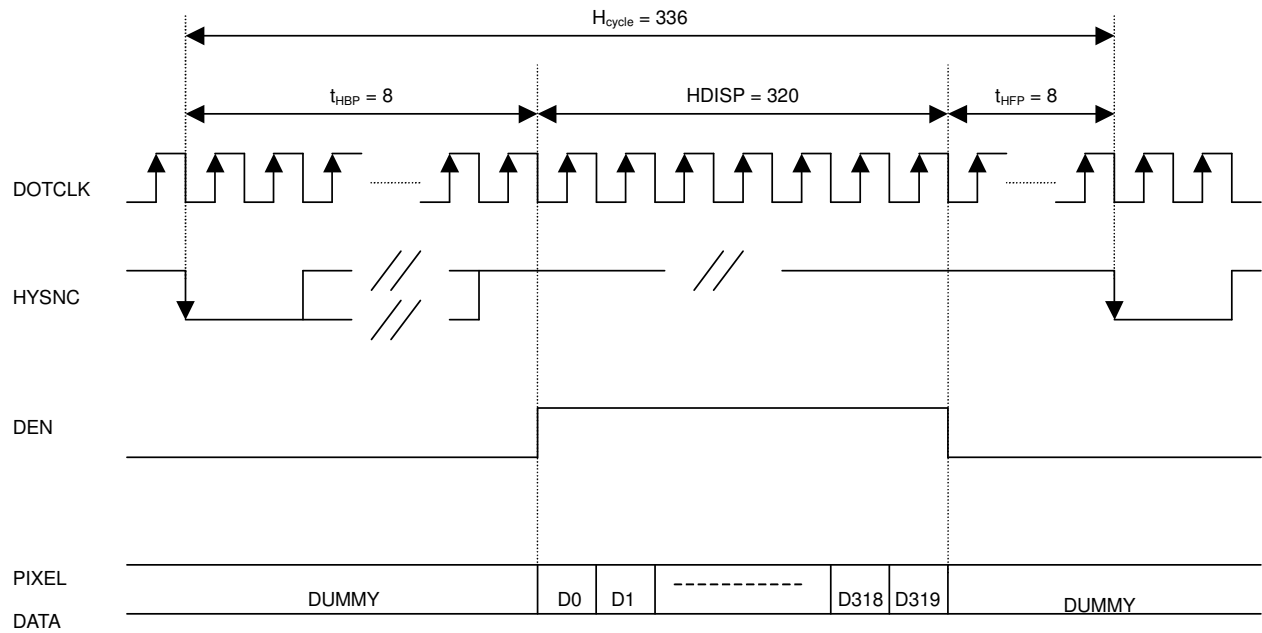 Hcycle = 336
tHBP = 8 HDISP = 320 tHFP = 8
DOTCLK
HYSNC
DEN
PIXEL
DATA
DUMMY D0 D1 D318 D319 DUMMY